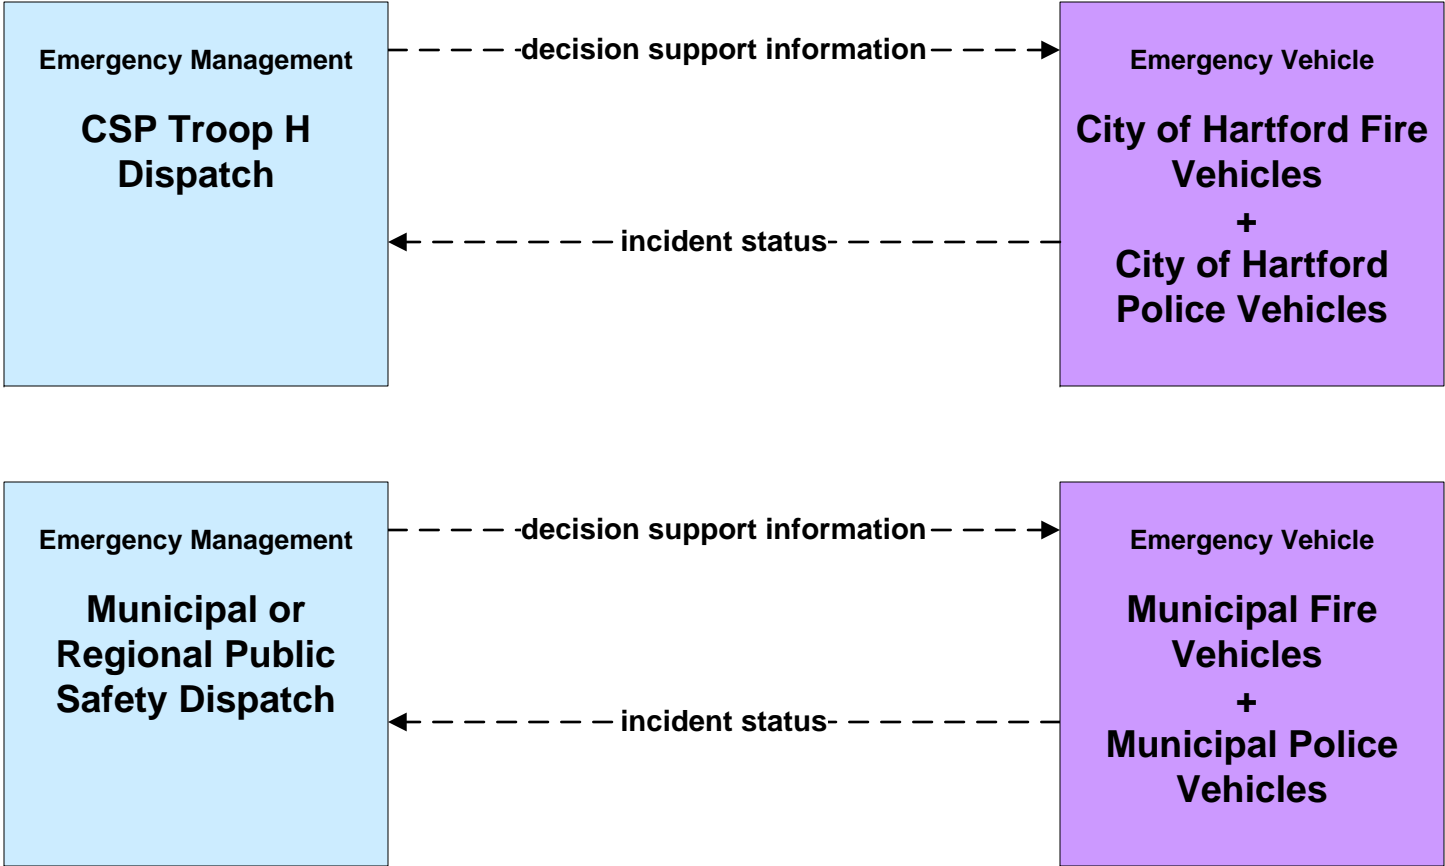 Emergency Management
CSP Troop H
Dispatch
decision support information
incident status
Emergency Vehicle
City of Hartford Fire
Vehicles
+
City of Hartford
Police Vehicles
Emergency Management
Municipal or
Regional Public
Safety Dispatch
decision support information
incident status
Emergency Vehicle
Municipal Fire
Vehicles
+
Municipal Police
Vehicles